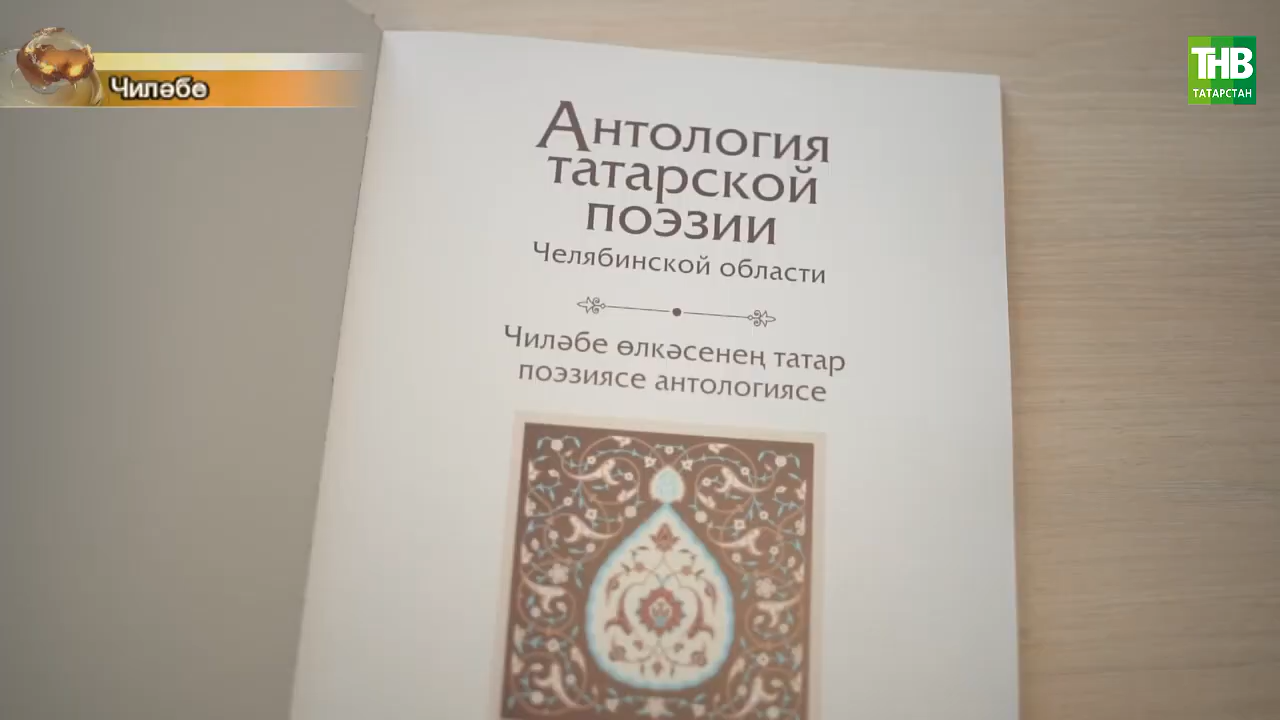 Чиләбе
ТНВ
ТАТАРСТАН
Антология
татарской
поэзии
Челябинской области
Чиләбе өлкәсенең татар
поэзиясе антологиясе